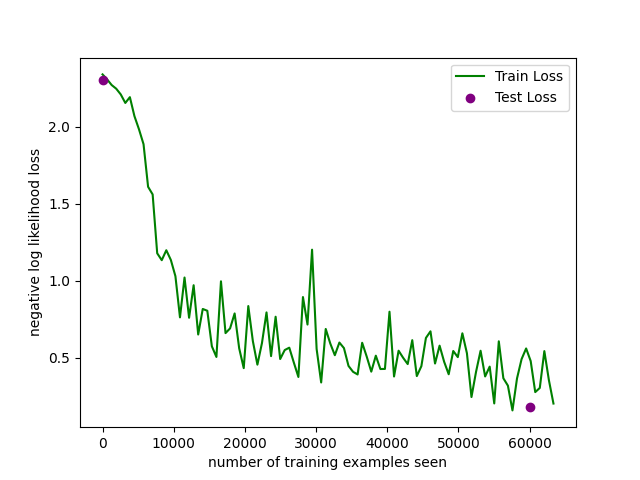 Train Loss
Test Loss
negative log likelihood loss
2.0
1.5
1.0
0.5
0
10000
20000
30000
40000
50000
60000
number of training examples seen